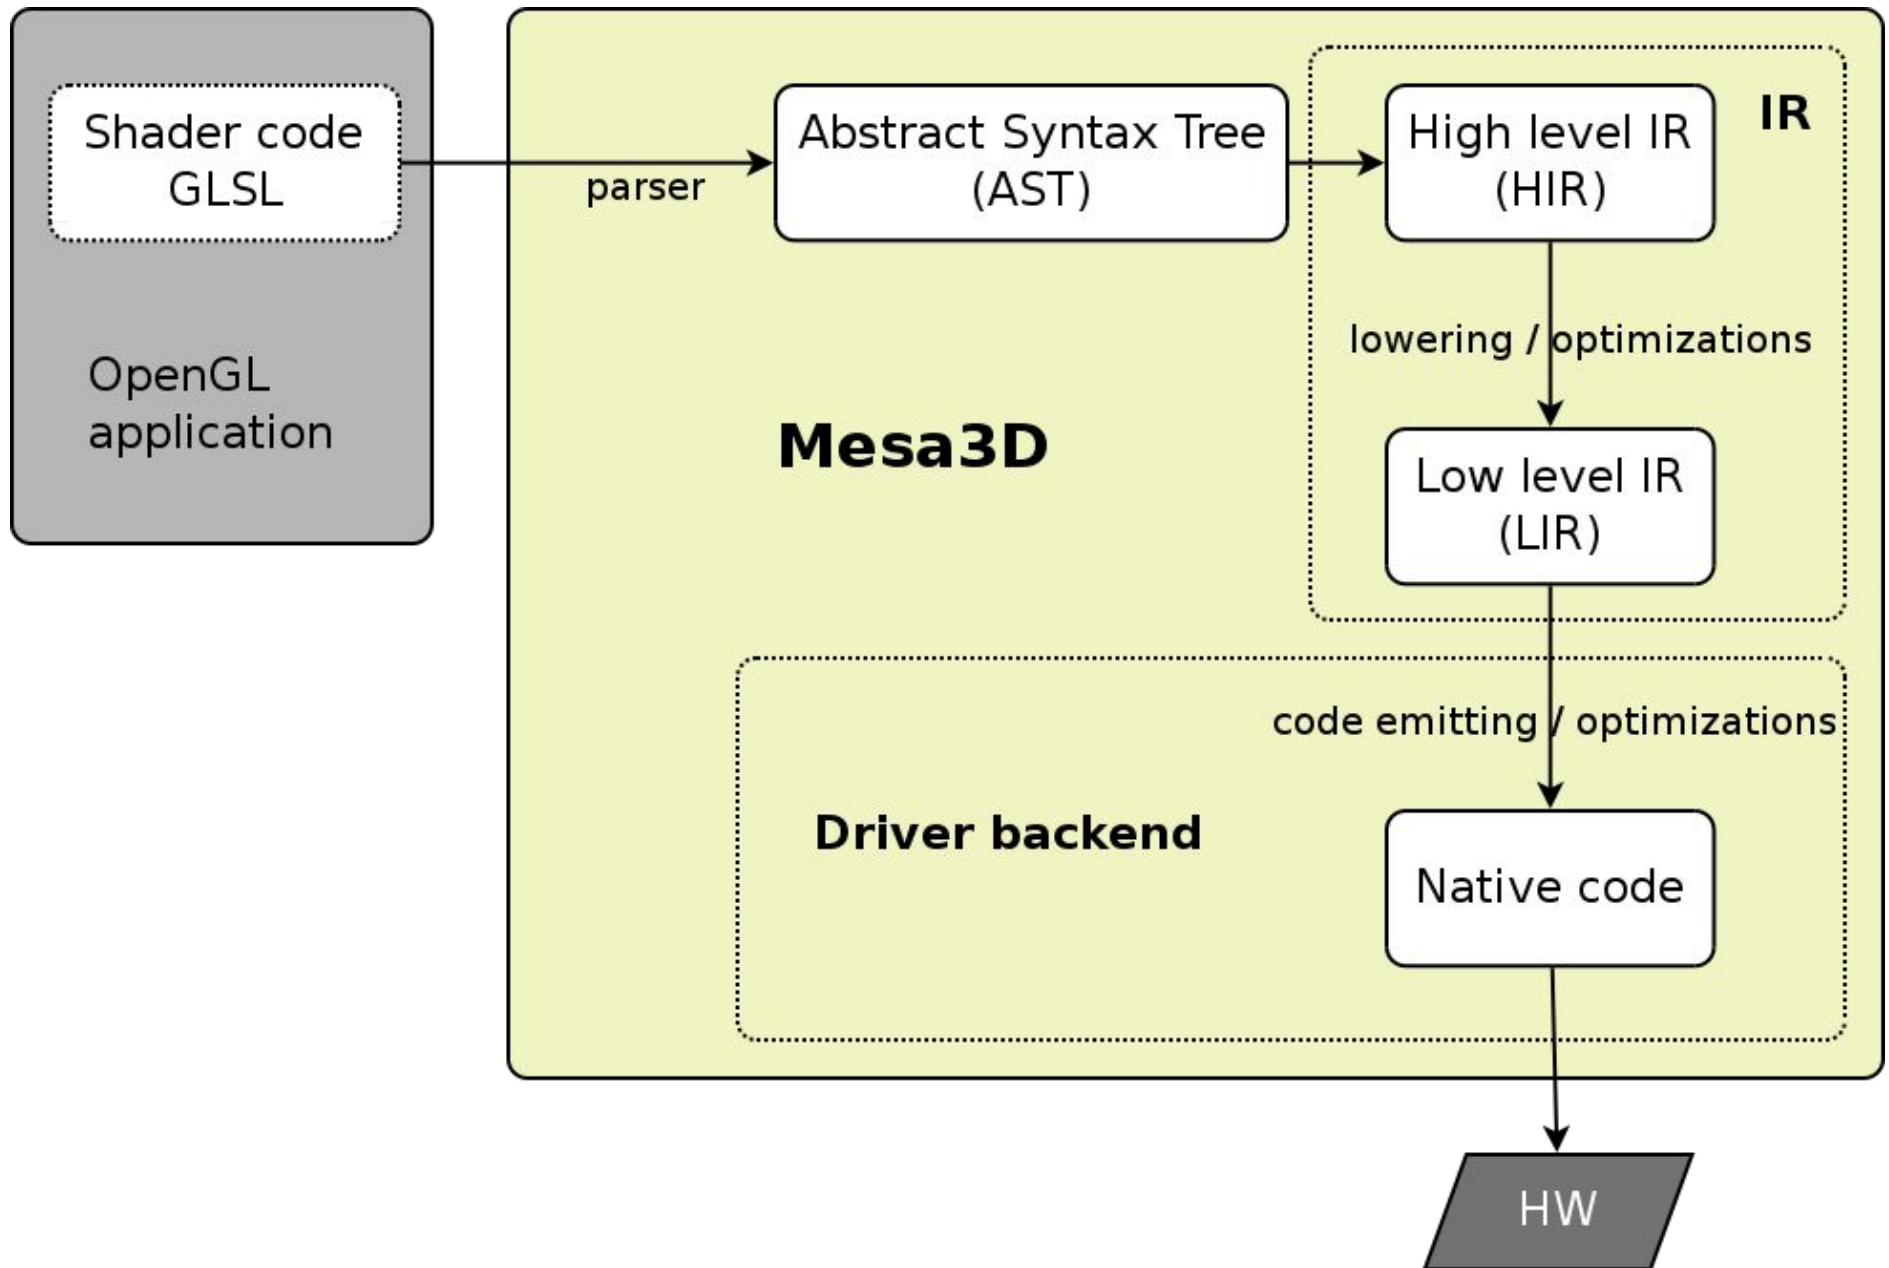 Shader code
GLSL
OpenGL
application
parser
Abstract Syntax Tree
(AST)
High level IR
(HIR)
IR
lowering / optimizations
Mesa3D
Low level IR
(LIR)
code emitting / optimizations
Driver backend
Native code
HW